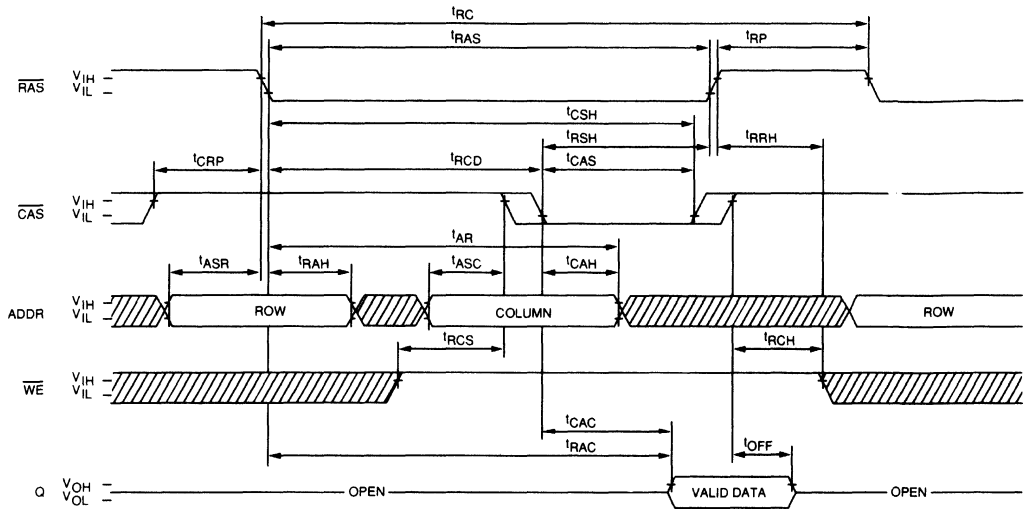 tRC
tRAS
tRP
RAS
VIH
VIL
tCSH
tRSH
tRRH
tCRP
tRCD
tCAS
CAS
VIH
VIL
tAR
tASR
tRAH
tASC
tCAH
ADDR
VIH
VIL
ROW
COLUMN
ROW
tRCS
tRCH
WE
VIH
VIL
tCAC
tRAC
tOFF
Q
VOH
VOL
OPEN
VALID DATA
OPEN